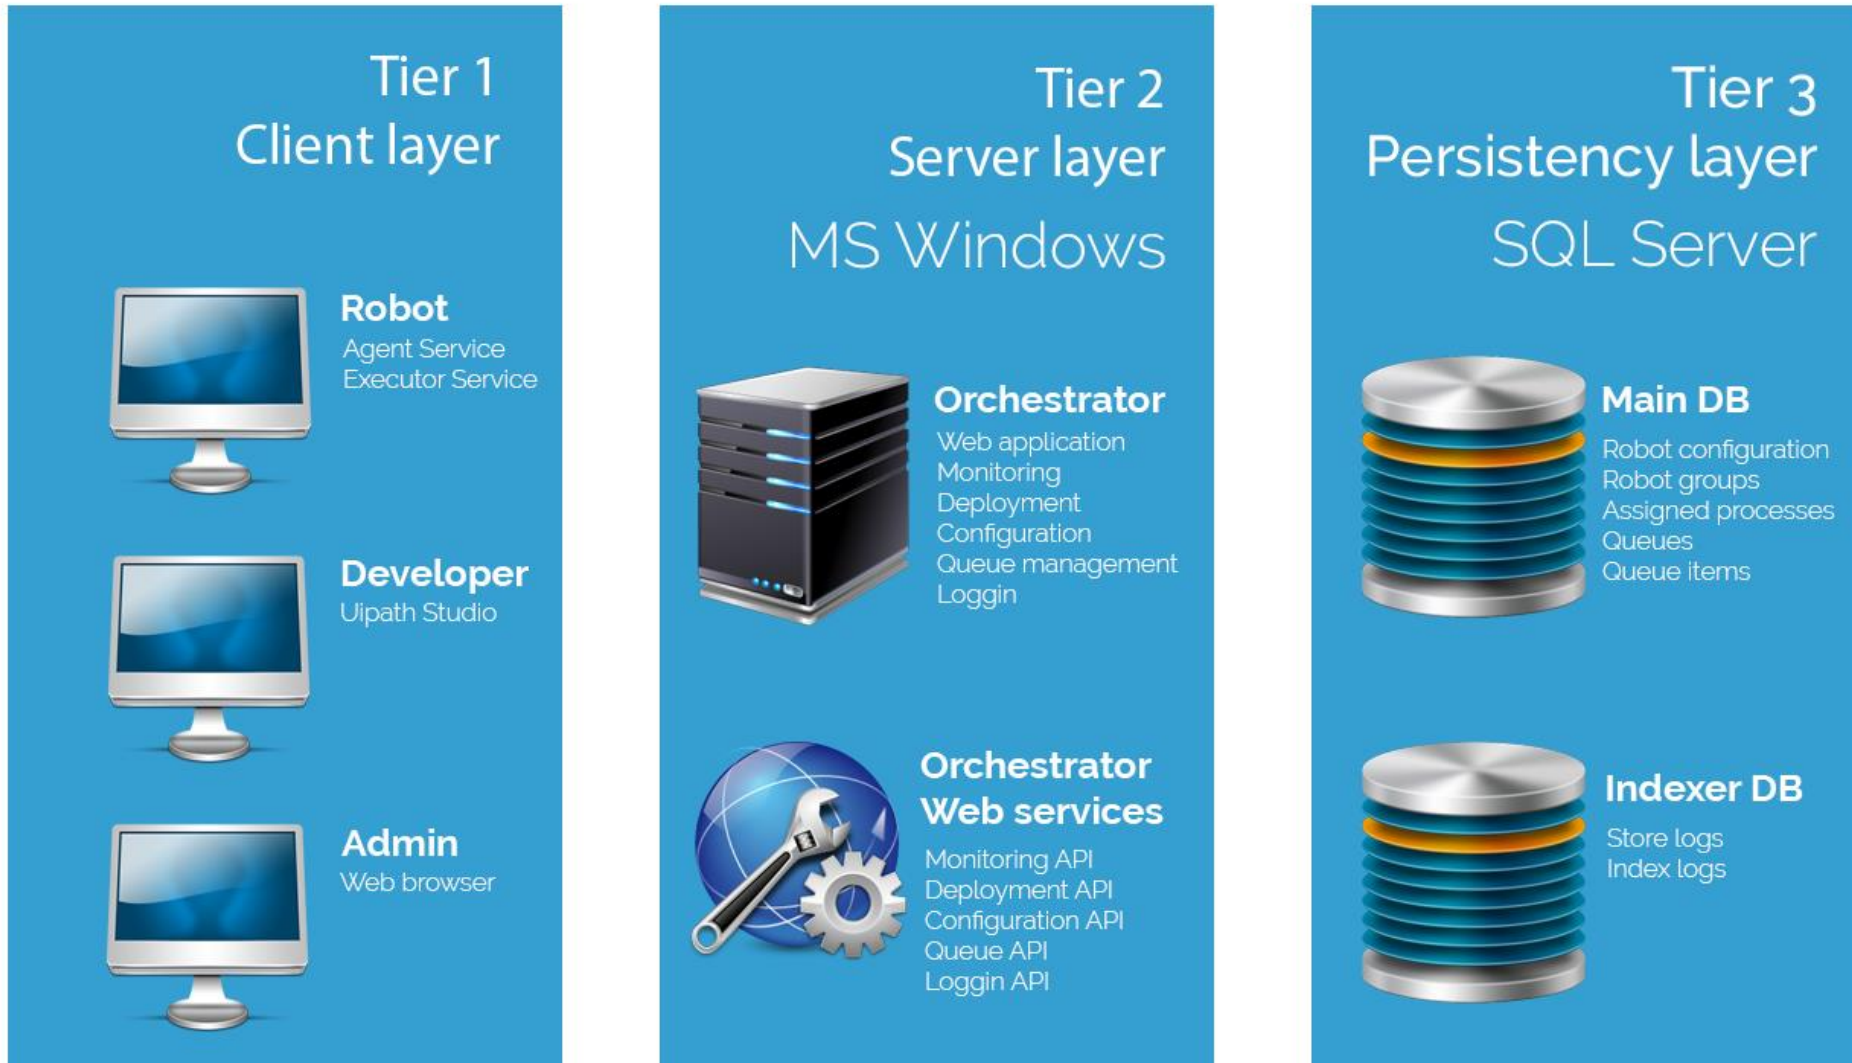 Tier 1
Client layer
Robot
Agent Service
Executor Service
Developer
Uipath Studio
Admin
Web browser
Tier 2
Server layer
MS Windows
Orchestrator
Web application
Monitoring
Deployment
Configuration
Queue management
Loggin
Orchestrator
Web services
Monitoring API
Deployment API
Configuration API
Queue API
Loggin API
Tier 3
Persistency layer
SQL Server
Main DB
Robot configuration
Robot groups
Assigned processes
Queues
Queue items
Indexer DB
Store logs
Index logs